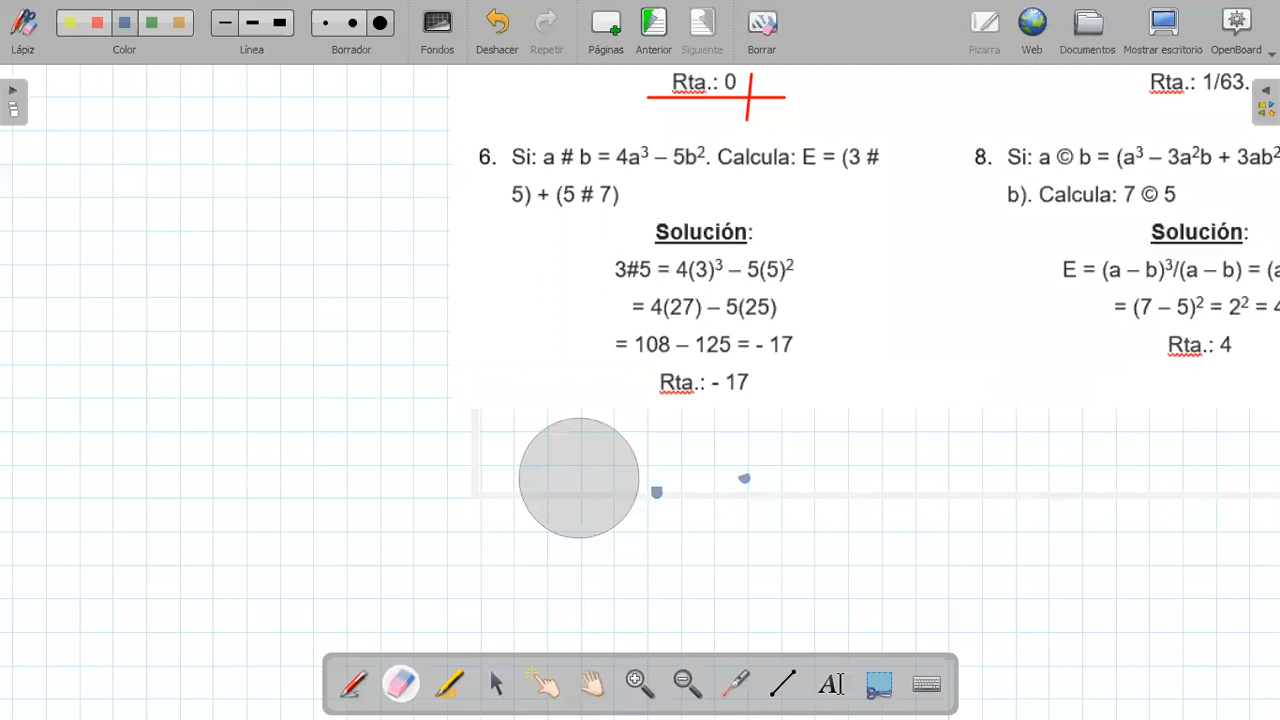 Lápiz
Color
Línea
Borrador
Fondos
Deshacer
Repetir
Páginas
Anterior
Siguiente
Borrar
Pizarra
Web
Documentos
Mostrar escritorio
OpenBoard
Rta.: 0
6. Si: a # b = 4a³ – 5b². Calcula: E = (3 #
5) + (5 # 7)
Solución:
3#5 = 4(3)³ – 5(5)²
= 4(27) – 5(25)
= 108 – 125 = - 17
Rta.: - 17
Rta.: 1/63.
8. Si: a © b = (a³ – 3a²b + 3ab²
b). Calcula: 7 © 5
Solución:
E = (a – b)³/(a – b) = (a
= (7 – 5)² = 2² = 4
Rta.: 4
AI